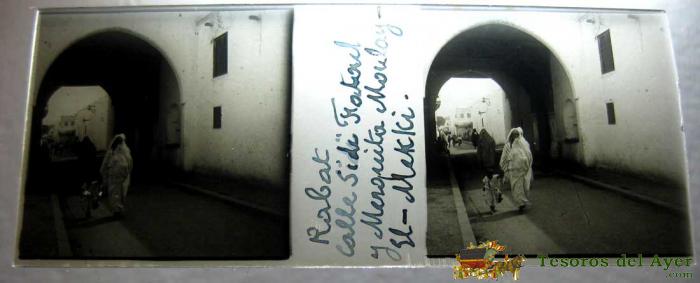 Rabat
Calle "Sidi Fatah"
y Mezquita Moulay-
El-Mekki.
Tesoros del Ayer
.com